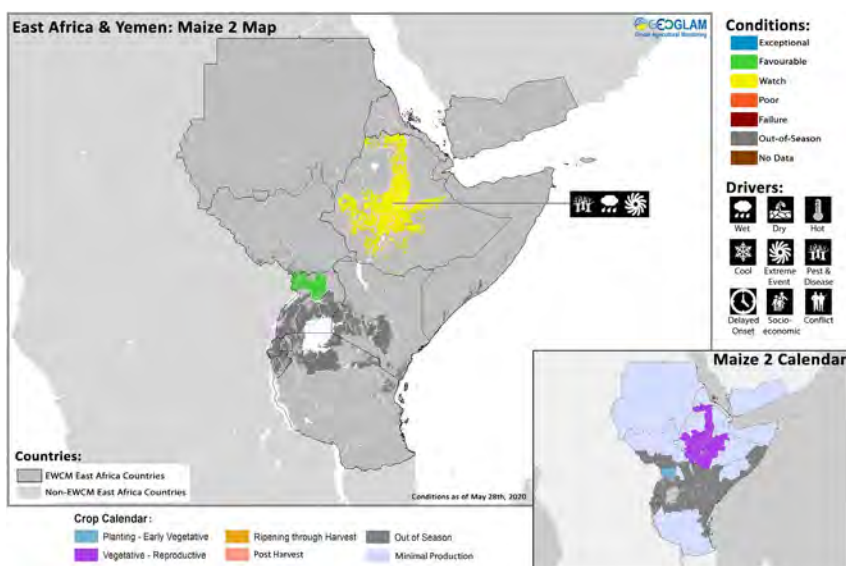 East Africa & Yemen: Maize 2 Map
GEOGLAM
Global Agricultural Monitoring
Conditions:
Exceptional
Favourable
Watch
Poor
Failure
Out-of-Season
No Data
Drivers:
Wet
Dry
Hot
Cool
Extreme Event
Pest & Disease
Delayed Onset
Socio-economic
Conflict
Maize 2 Calendar
Countries:
EWCM East Africa Countries
Non-EWCM East Africa Countries
Conditions as of May 28th, 2020
Crop Calendar:
Planting - Early Vegetative
Ripening through Harvest
Out of Season
Vegetative - Reproductive
Post Harvest
Minimal Production